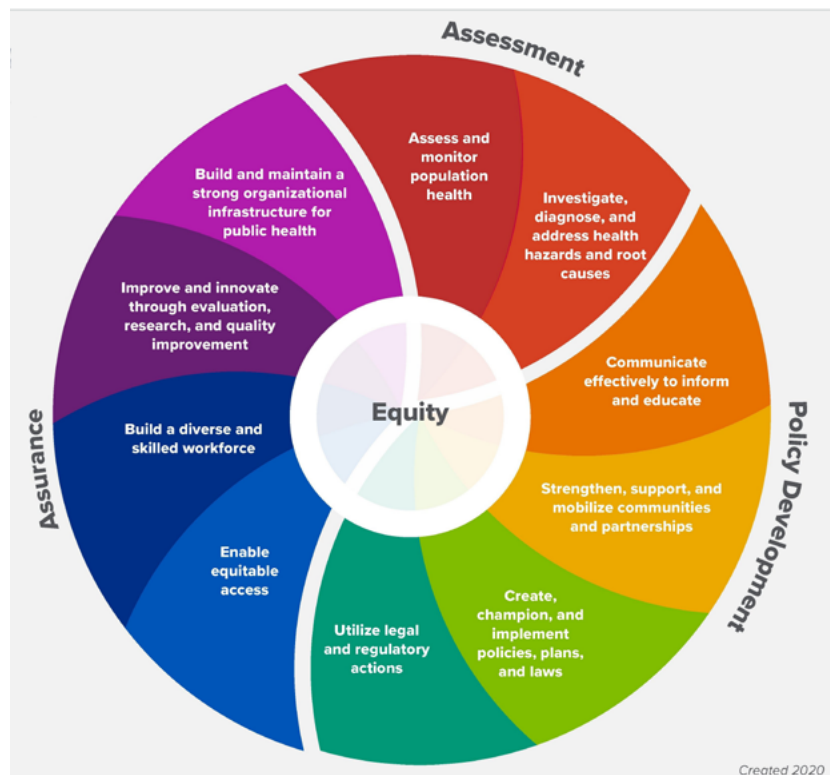 Assessment
Assess and
monitor
population
health
Investigate,
diagnose, and
address health
hazards and root
causes
Policy Development
Communicate
effectively to inform
and educate
Strengthen, support, and
mobilize communities
and partnerships
Create,
champion, and
implement
policies, plans,
and laws
Utilize legal
and regulatory
actions
Assurance
Enable
equitable
access
Build a diverse and
skilled workforce
Improve and innovate
through evaluation,
research, and quality
improvement
Build and maintain a
strong organizational
infrastructure for
public health
Equity
Created 2020